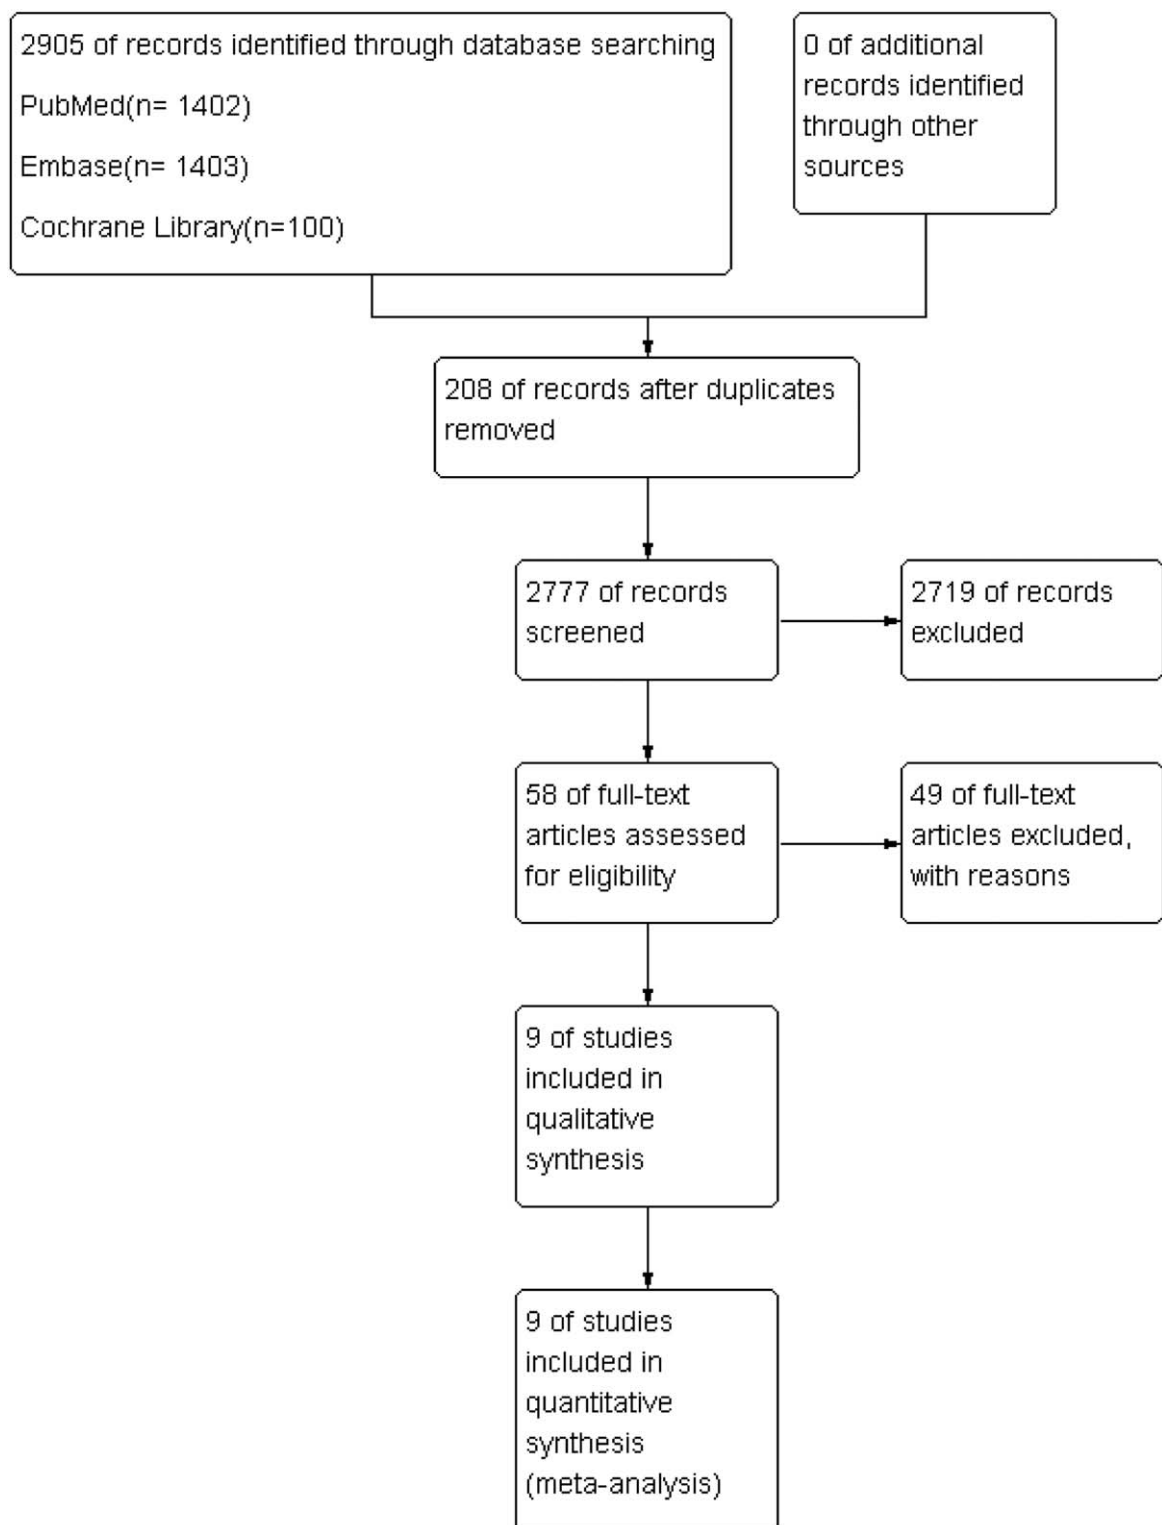 2905 of records identified through database searching
PubMed(n= 1402)
Embase(n= 1403)
Cochrane Library(n=100)
0 of additional
records identified
through other
sources
208 of records after duplicates
removed
2777 of records
screened
2719 of records
excluded
58 of full-text
articles assessed
for eligibility
49 of full-text
articles excluded,
with reasons
9 of studies
included in
qualitative
synthesis
9 of studies
included in
quantitative
synthesis
(meta-analysis)